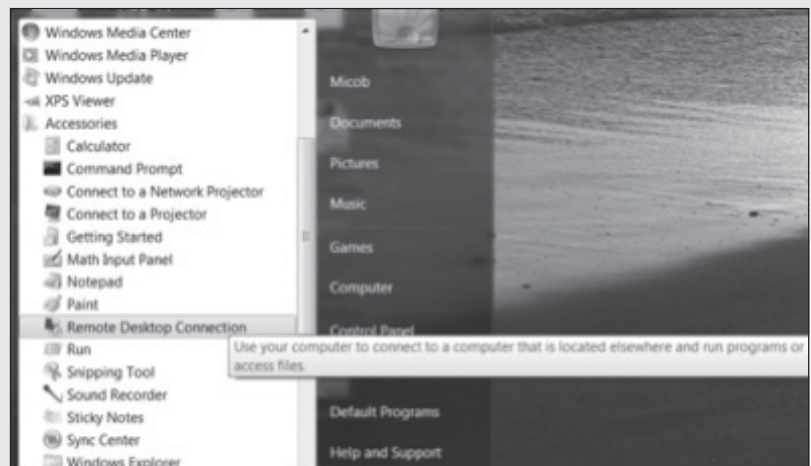 Windows Media Center
Windows Media Player
Windows Update
XPS Viewer
Accessories
Calculator
Command Prompt
Connect to a Network Projector
Connect to a Projector
Getting Started
Math Input Panel
Notepad
Paint
Remote Desktop Connection
Run
Snipping Tool
Sound Recorder
Sticky Notes
Sync Center
Windows Explorer
Micob
Documents
Pictures
Music
Games
Computer
Control Panel
Use your computer to connect to a computer that is located elsewhere and run programs or
access files.
Default Programs
Help and Support